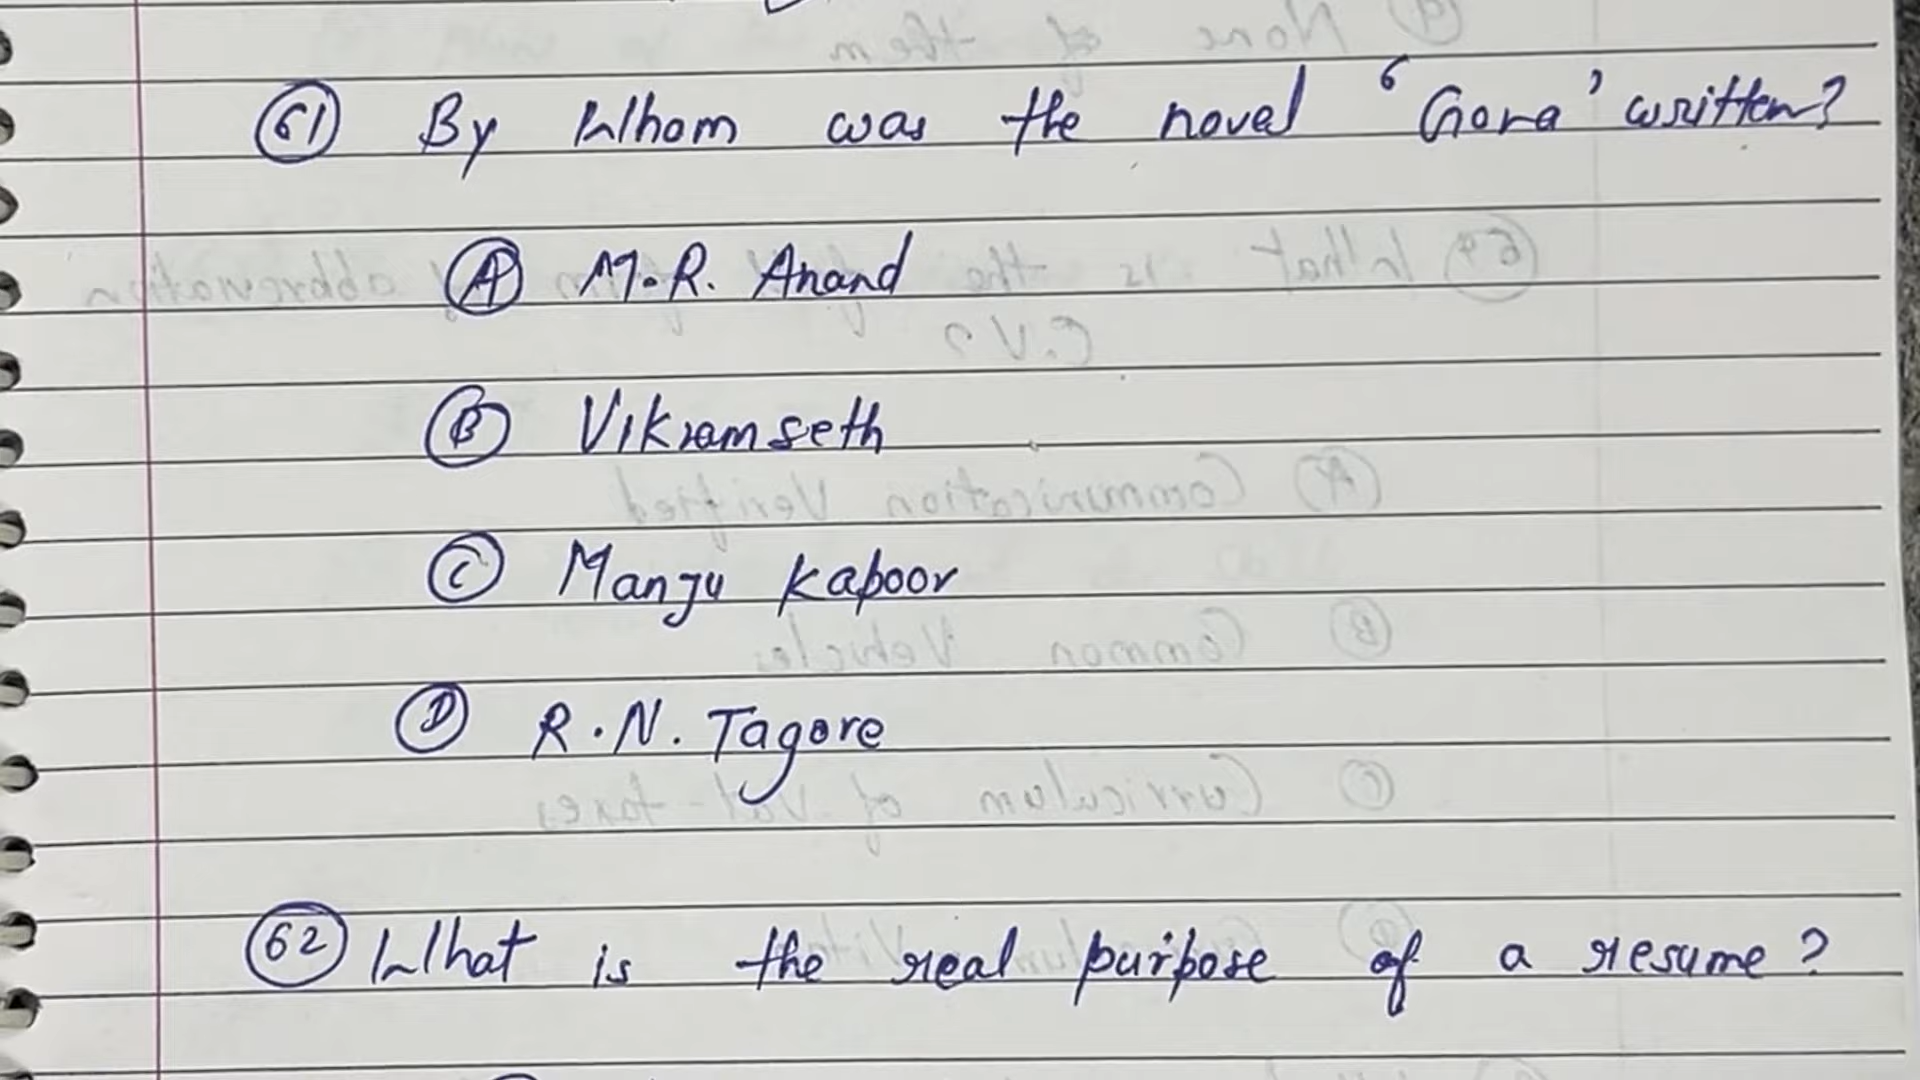 61 By Whom was the novel 'Gora' written?
A M.R. Anand
B Vikramseth
C Manju Kapoor
D R.N. Tagore
62 What is the real purpose of a resume?